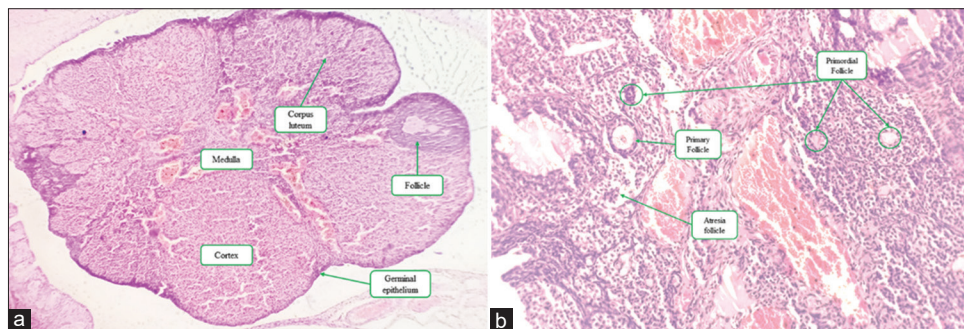 Corpus
luteum
Medulla
Follicle
Cortex
Germinal
epithelium
a
Primordial
Follicle
Primary
Follicle
Atresia
follicle
b